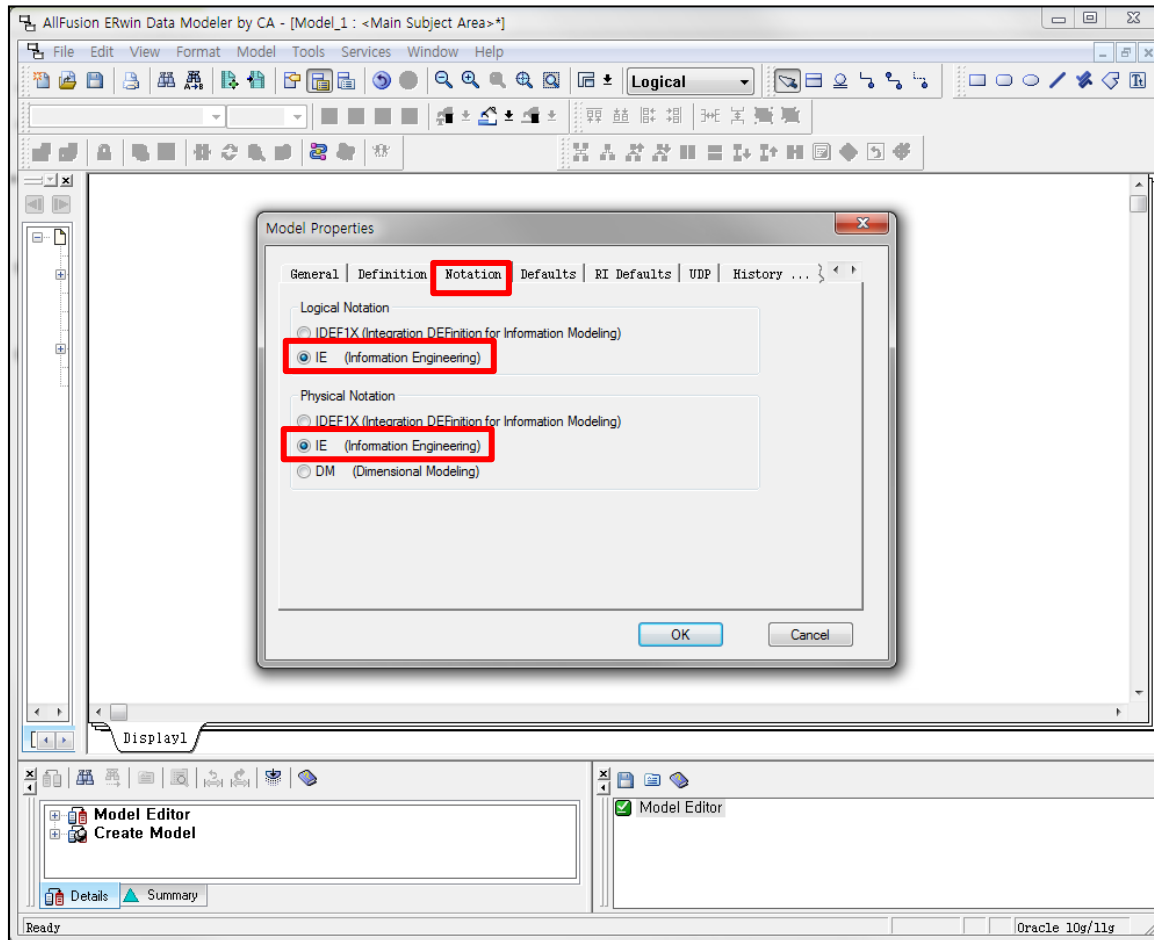 AllFusion ERwin Data Modeler by CA - [Model_1 : <Main Subject Area>*]
File Edit View Format Model Tools Services Window Help
Logical
Model Properties
General Definition Notation Defaults RI Defaults UDP History ...
Logical Notation
IDEF1X (Integration DEFinition for Information Modeling)
IE (Information Engineering)
Physical Notation
IDEF1X (Integration DEFinition for Information Modeling)
IE (Information Engineering)
DM (Dimensional Modeling)
OK Cancel
Display1
Model Editor
Create Model
Model Editor
Details Summary
Ready Oracle 10g/11g